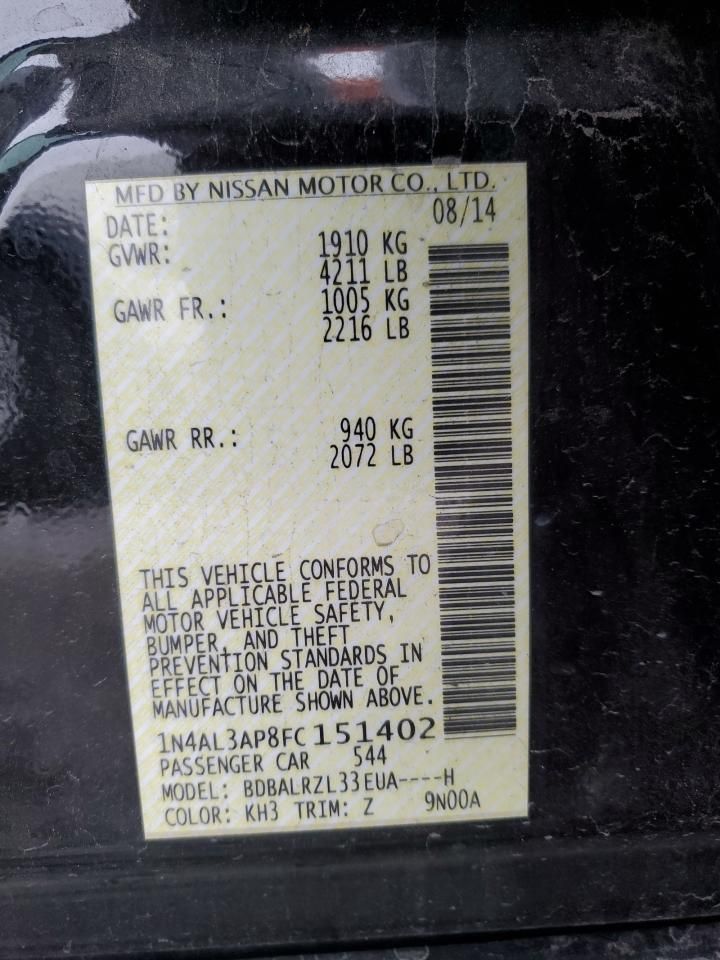 MFD BY NISSAN MOTOR CO., LTD.
DATE: 08/14
GVWR: 1910 KG
4211 LB
GAWR FR.: 1005 KG
2216 LB
GAWR RR.: 940 KG
2072 LB
THIS VEHICLE CONFORMS TO
ALL APPLICABLE FEDERAL
MOTOR VEHICLE SAFETY,
BUMPER, AND THEFT
PREVENTION STANDARDS IN
EFFECT ON THE DATE OF
MANUFACTURE SHOWN ABOVE.
1N4AL3AP8FC151402
PASSENGER CAR 544
MODEL: BDBALRZL33EUA----H
COLOR: KH3 TRIM: Z 9N00A